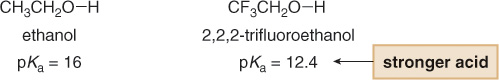 CH₃CH₂O−H CF₃CH₂O−H
ethanol 2,2,2-trifluoroethanol
pKₐ = 16 pKₐ = 12.4 stronger acid